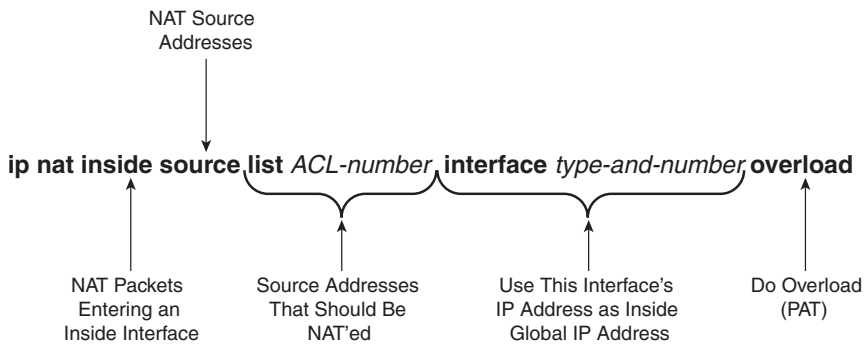 NAT Source
Addresses
ip nat inside source list ACL-number interface type-and-number overload
NAT Packets
Entering an
Inside Interface
Source Addresses
That Should Be
NAT'ed
Use This Interface's
IP Address as Inside
Global IP Address
Do Overload
(PAT)